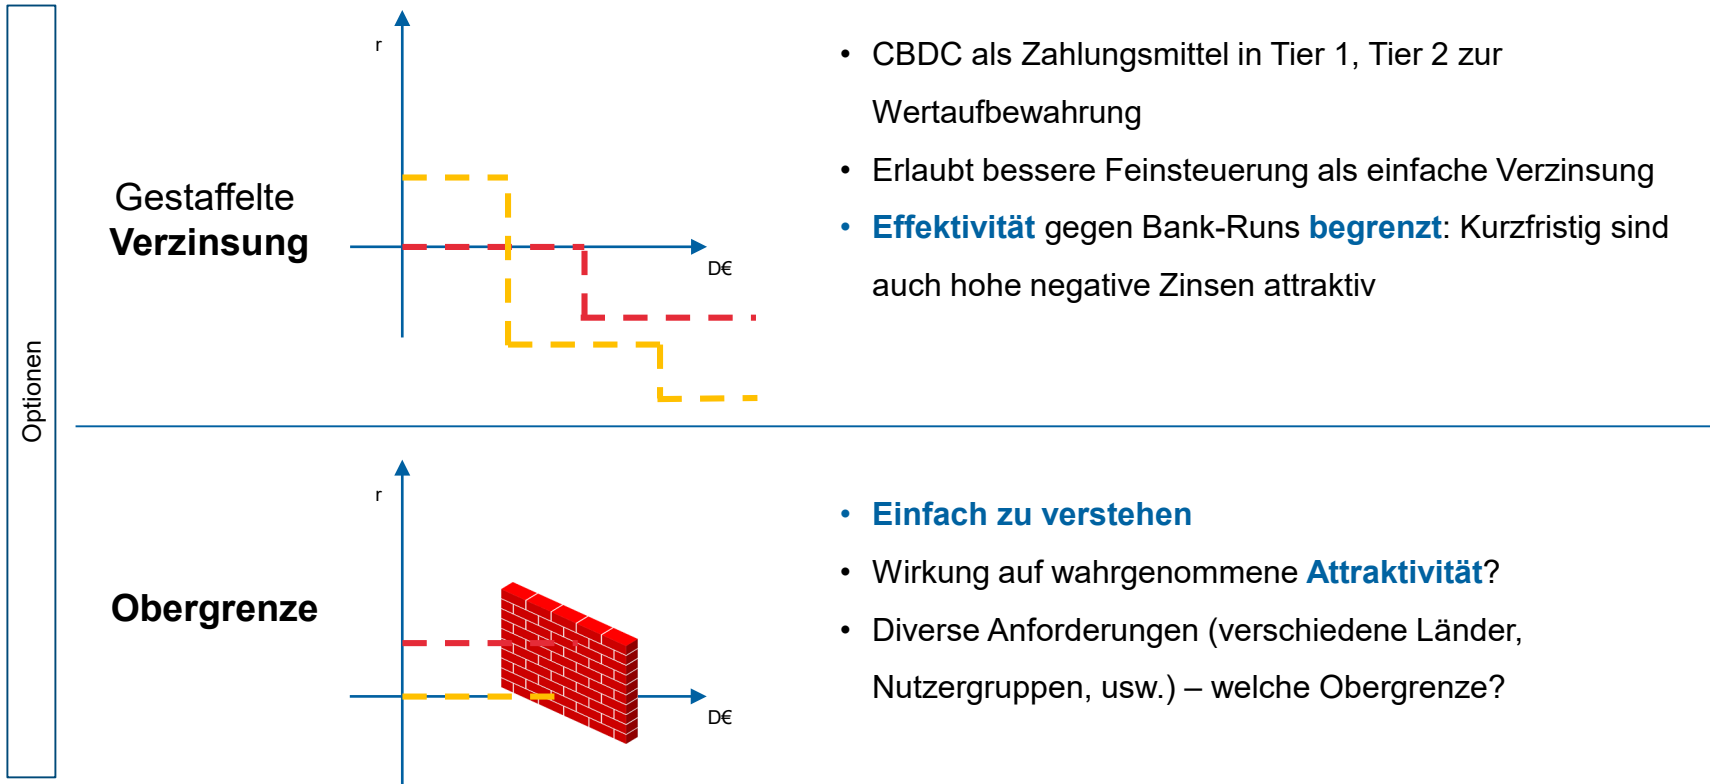 Optionen
Gestaffelte
Verzinsung
r
D€
• CBDC als Zahlungsmittel in Tier 1, Tier 2 zur
Wertaufbewahrung
• Erlaubt bessere Feinsteuerung als einfache Verzinsung
• Effektivität gegen Bank-Runs begrenzt: Kurzfristig sind
auch hohe negative Zinsen attraktiv
Obergrenze
r
D€
• Einfach zu verstehen
• Wirkung auf wahrgenommene Attraktivität?
• Diverse Anforderungen (verschiedene Länder,
Nutzergruppen, usw.) – welche Obergrenze?